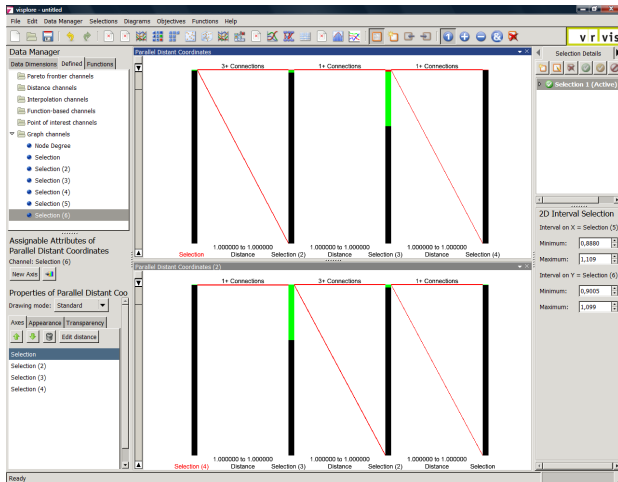 visplore - untitled
File Edit Data Manager Selections Diagrams Objectives Functions Help
vrvis
Data Manager
Data Dimensions Defined Functions
Pareto frontier channels
Distance channels
Interpolation channels
Function-based channels
Point of interest channels
Graph channels
Node Degree
Selection
Selection (2)
Selection (3)
Selection (4)
Selection (5)
Selection (6)
Assignable Attributes of
Parallel Distant Coordinates
Channel: Selection (6)
New Axis
Properties of Parallel Distant Coo
Drawing mode: Standard
Axes Appearance Transparency
Edit distance
Selection
Selection (2)
Selection (3)
Selection (4)
Parallel Distant Coordinates
3+ Connections 1+ Connections 1+ Connections
1.000000 to 1.000000 1.000000 to 1.000000 1.000000 to 1.000000
Selection Distance Selection (2) Distance Selection (3) Distance Selection (4)
Parallel Distant Coordinates (2)
1+ Connections 3+ Connections 1+ Connections
1.000000 to 1.000000 1.000000 to 1.000000 1.000000 to 1.000000
Selection (4) Distance Selection (3) Distance Selection (2) Distance Selection
Selection Details
Selection 1 (Active)
2D Interval Selection
Interval on X = Selection (5)
Minimum: 0,8880
Maximum: 1,109
Interval on Y = Selection (6)
Minimum: 0,9005
Maximum: 1,099
Ready